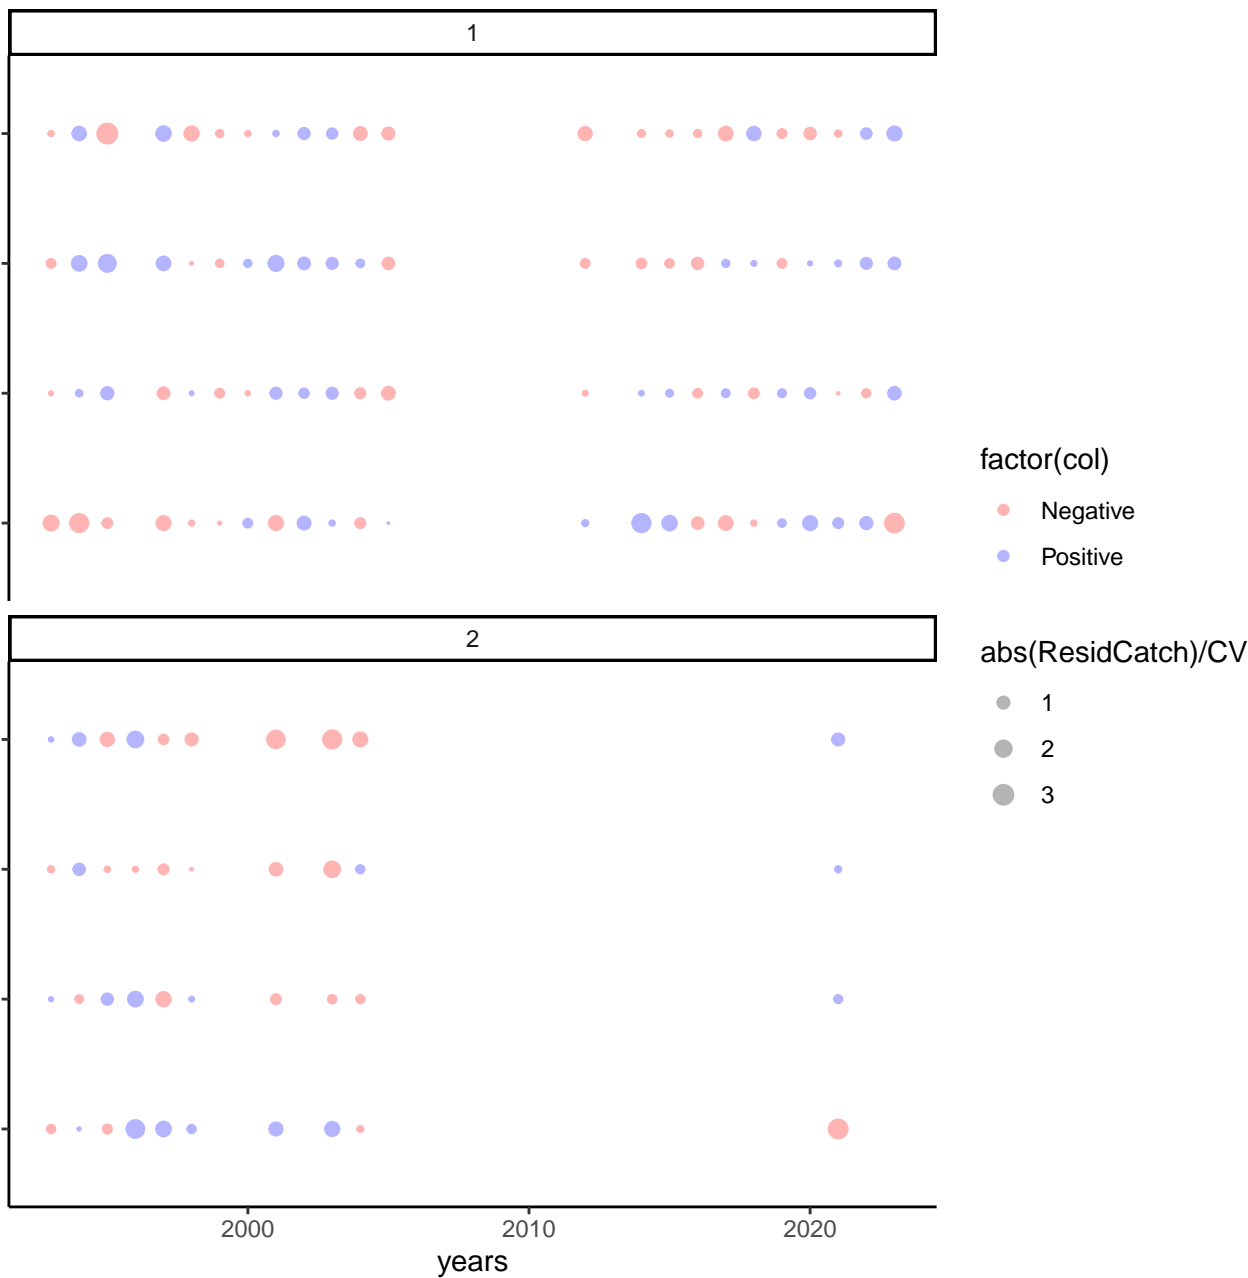 1
factor(col)
Negative
Positive
2
abs(ResidCatch)/CV
1
2
3
2000
2010
2020
years